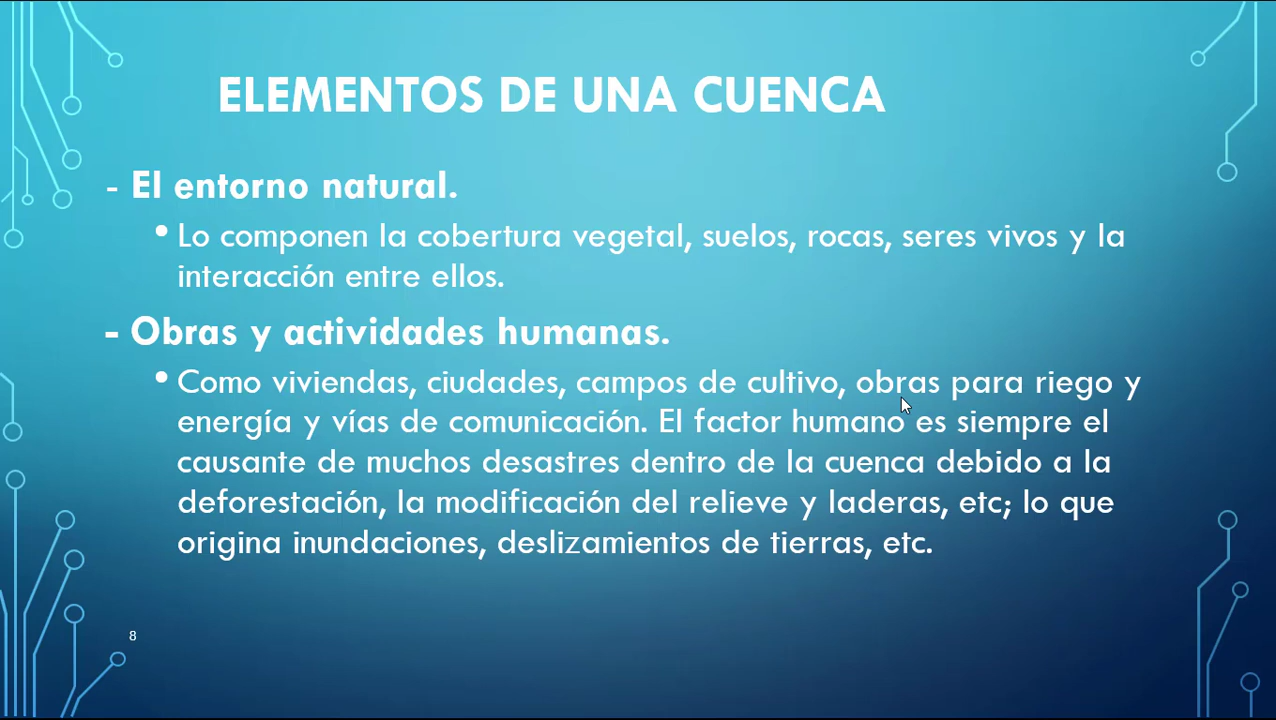 ELEMENTOS DE UNA CUENCA
- El entorno natural.
• Lo componen la cobertura vegetal, suelos, rocas, seres vivos y la
interacción entre ellos.
- Obras y actividades humanas.
• Como viviendas, ciudades, campos de cultivo, obras para riego y
energía y vías de comunicación. El factor humano es siempre el
causante de muchos desastres dentro de la cuenca debido a la
deforestación, la modificación del relieve y laderas, etc; lo que
origina inundaciones, deslizamientos de tierras, etc.
8